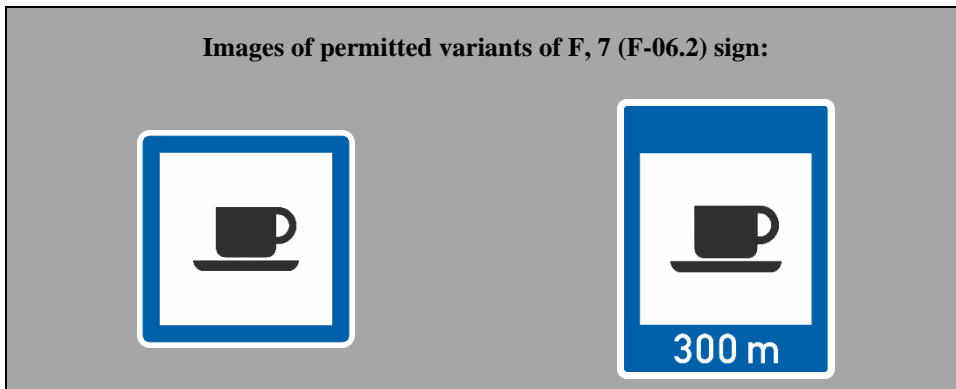 Images of permitted variants of F, 7 (F-06.2) sign:
300 m